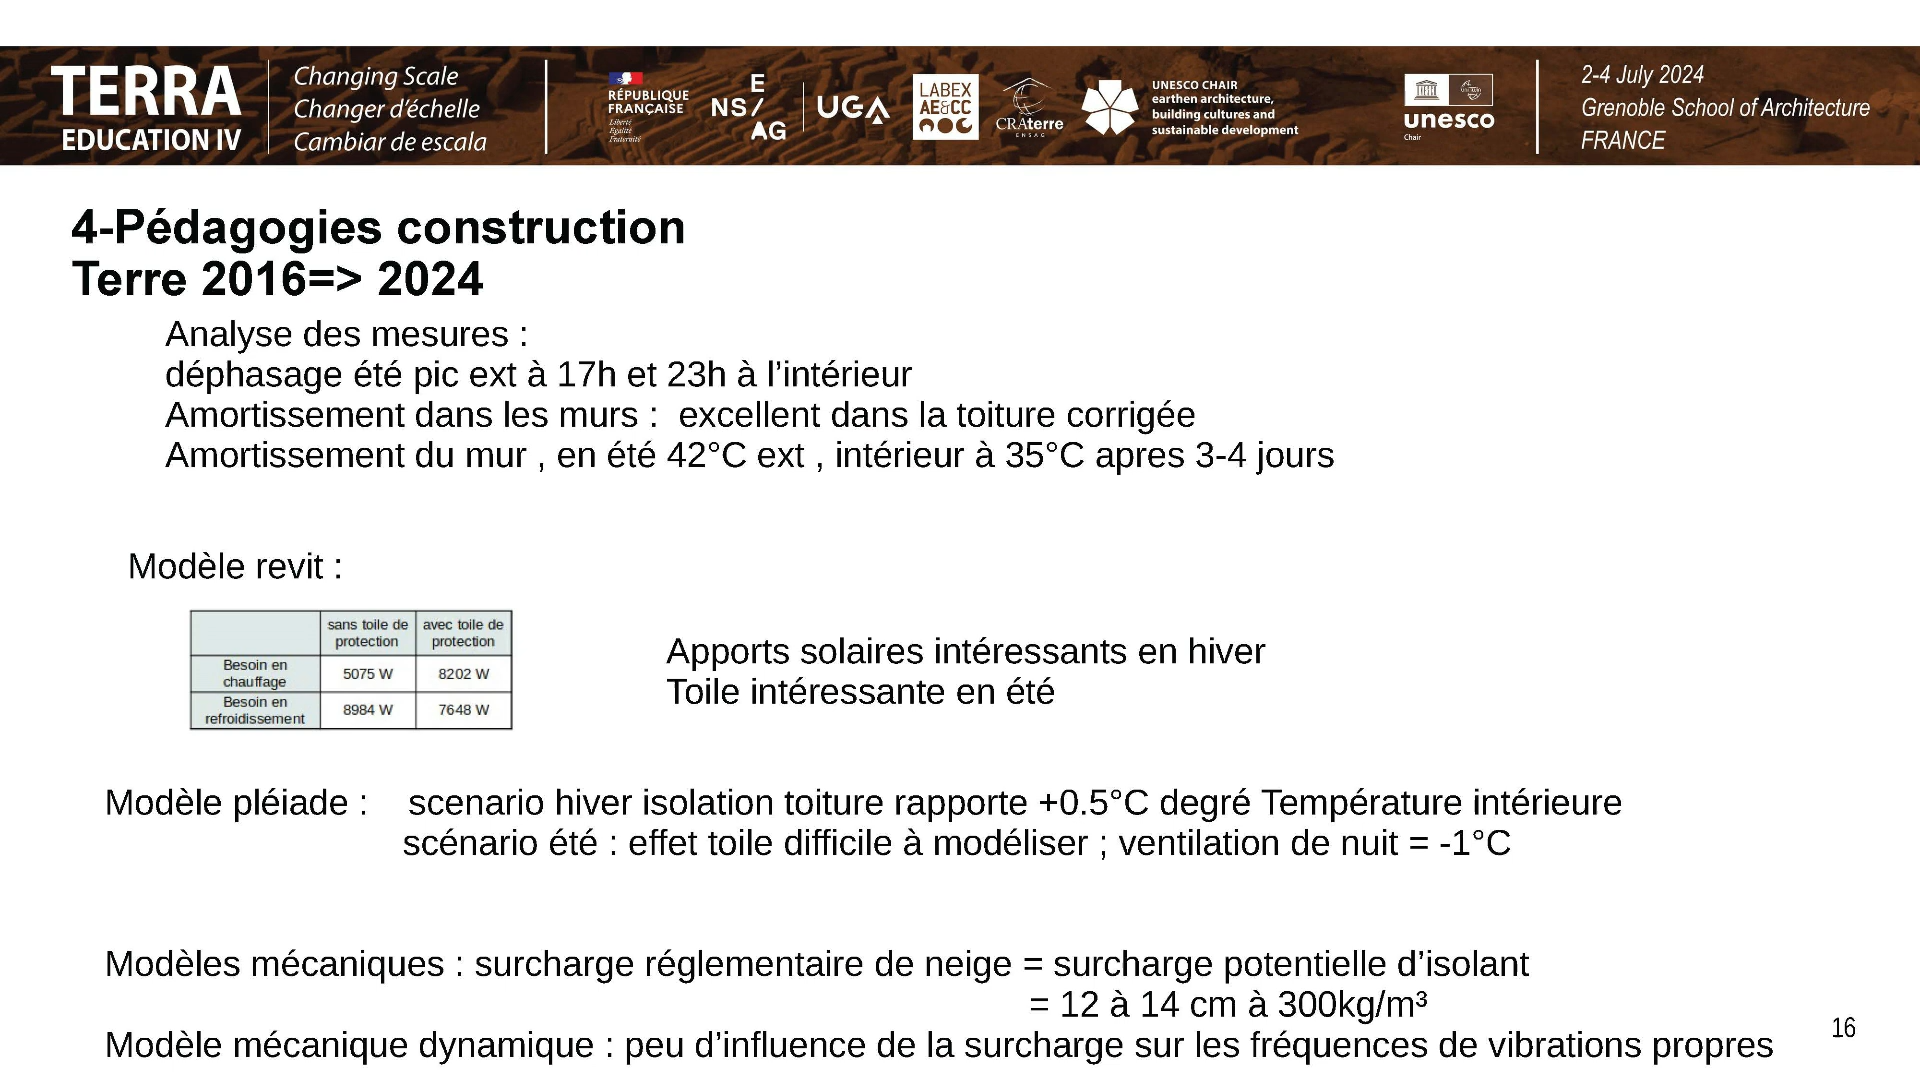 TERRA
EDUCATION IV
Changing Scale
Changer d’échelle
Cambiar de escala
RÉPUBLIQUE
FRANÇAISE
Liberté
Égalité
Fraternité
E
NS/
AG
UGA
LABEX
AE&CC
CRAterre
ENSAG
UNESCO CHAIR
earthen architecture,
building cultures and
sustainable development
unesco
Chair
2-4 July 2024
Grenoble School of Architecture
FRANCE
4-Pédagogies construction
Terre 2016=> 2024
Analyse des mesures :
déphasage été pic ext à 17h et 23h à l’intérieur
Amortissement dans les murs :  excellent dans la toiture corrigée
Amortissement du mur , en été 42°C ext , intérieur à 35°C apres 3-4 jours
Modèle revit :
sans toile de protection
avec toile de protection
Besoin en chauffage
5075 W
8202 W
Besoin en refroidissement
8984 W
7648 W
Apports solaires intéressants en hiver
Toile intéressante en été
Modèle pléiade :    scenario hiver isolation toiture rapporte +0.5°C degré Température intérieure
scénario été : effet toile difficile à modéliser ; ventilation de nuit = -1°C
Modèles mécaniques : surcharge réglementaire de neige = surcharge potentielle d’isolant
= 12 à 14 cm à 300kg/m³
Modèle mécanique dynamique : peu d’influence de la surcharge sur les fréquences de vibrations propres
16